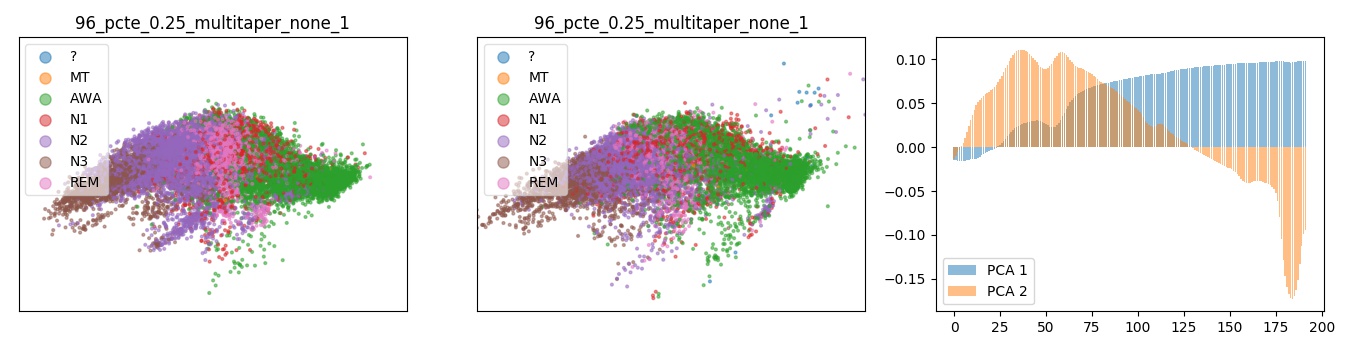 96_pcte_0.25_multitaper_none_1
?
MT
AWA
N1
N2
N3
REM
96_pcte_0.25_multitaper_none_1
?
MT
AWA
N1
N2
N3
REM
0.10
0.05
0.00
−0.05
−0.10
−0.15
PCA 1
PCA 2
0 25 50 75 100 125 150 175 200